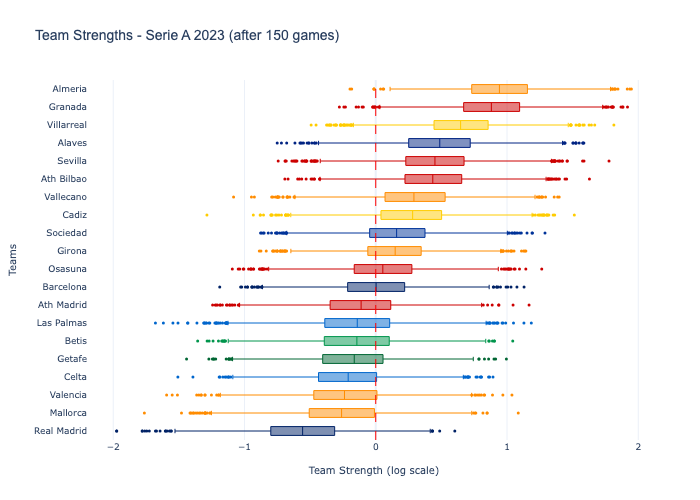 Team Strengths - Serie A 2023 (after 150 games)
Almeria
Granada
Villarreal
Alaves
Sevilla
Ath Bilbao
Vallecano
Cadiz
Sociedad
Girona
Osasuna
Barcelona
Ath Madrid
Las Palmas
Betis
Getafe
Celta
Valencia
Mallorca
Real Madrid
Teams
−2 −1 0 1 2
Team Strength (log scale)